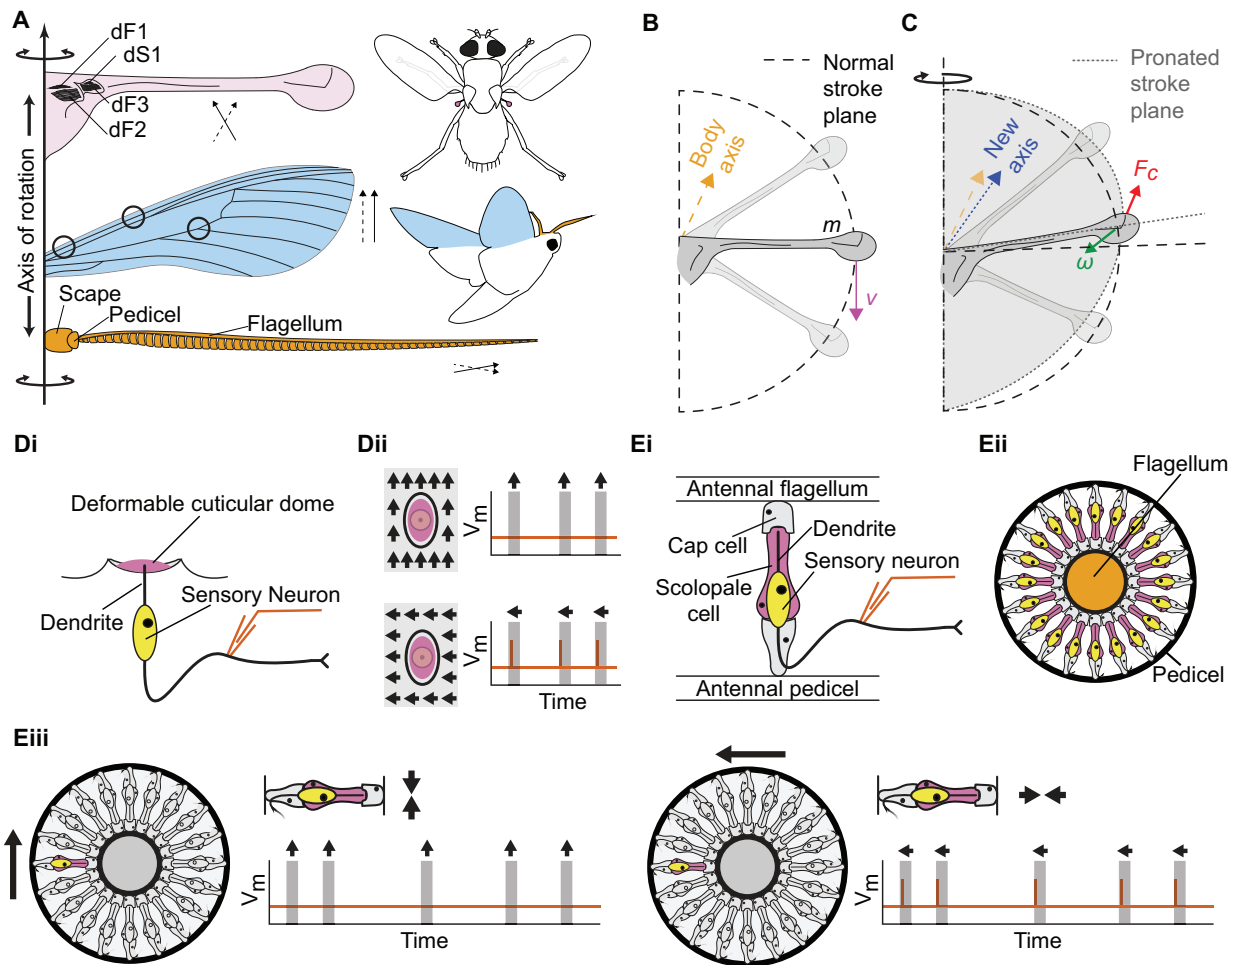 A
dF1
dS1
dF3
dF2
Axis of rotation
Scape
Pedicel
Flagellum
B
Normal
stroke
plane
Body
axis
m
v
C
Pronated
stroke
plane
New
axis
Fc
ω
Di
Deformable cuticular dome
Dendrite
Sensory Neuron
Dii
Vm
Vm
Time
Ei
Antennal flagellum
Cap cell
Dendrite
Sensory neuron
Scolopale
cell
Antennal pedicel
Eii
Flagellum
Pedicel
Eiii
Vm
Time
Vm
Time